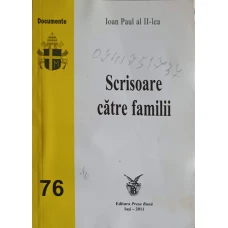 Documente
Ioan Paul al II-lea
Scrisoare
către familii
76
Editura Presa Bună
Iași - 2011